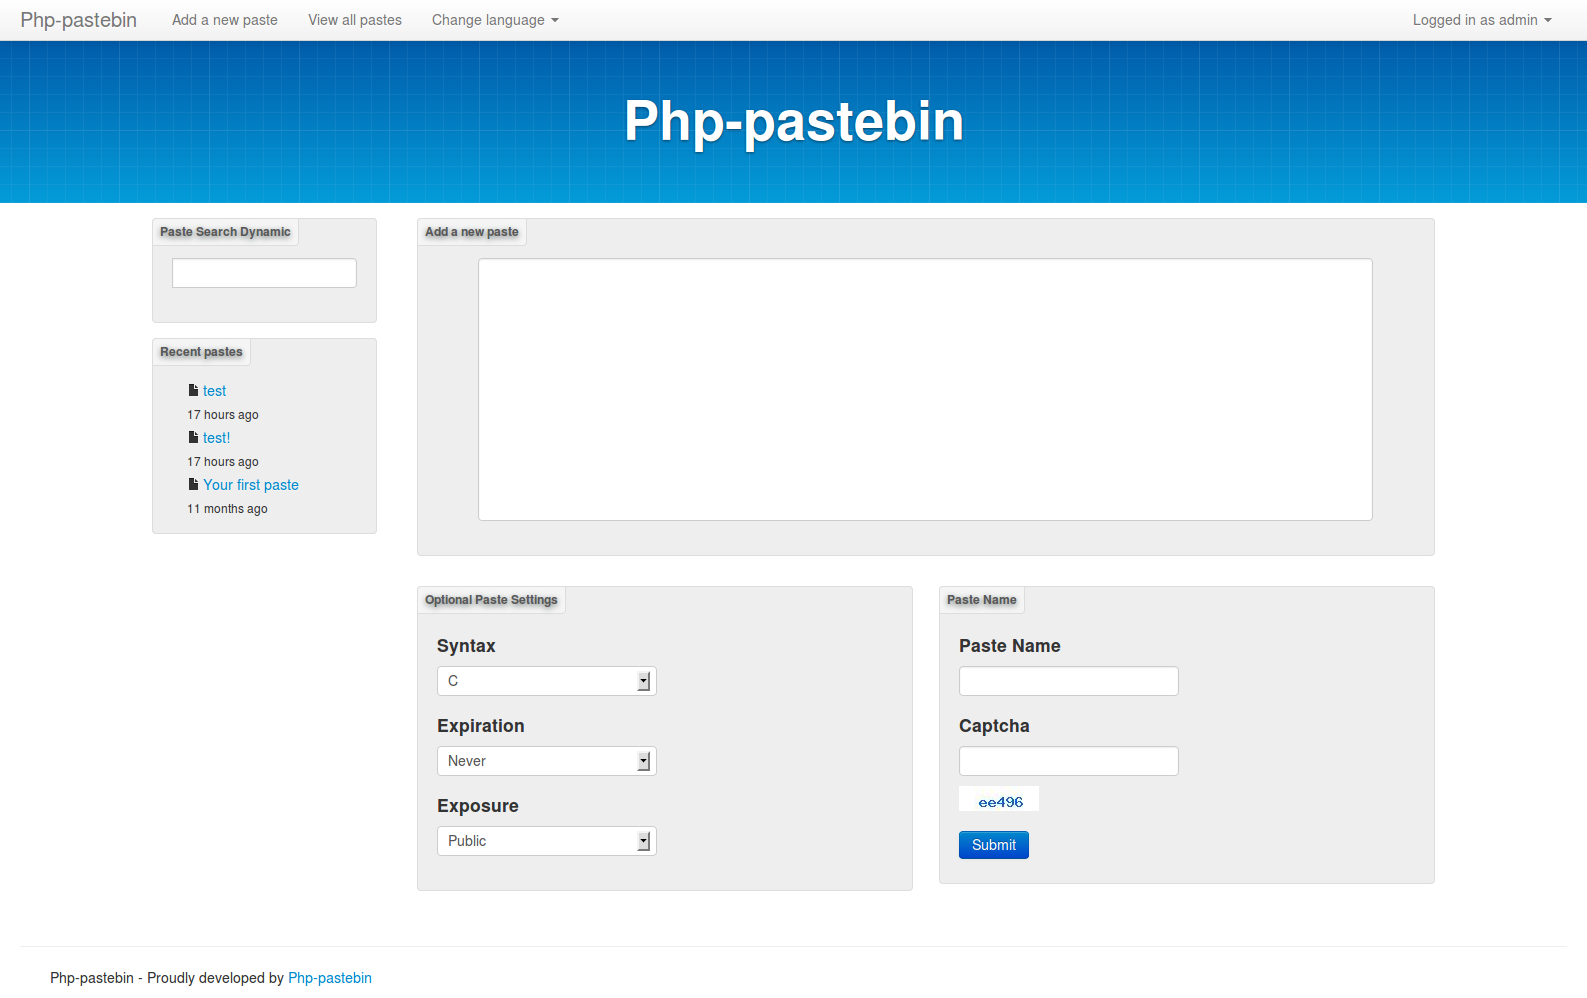 Php-pastebin Add a new paste View all pastes Change language Logged in as admin
Php-pastebin
Paste Search Dynamic
Recent pastes
test
17 hours ago
test!
17 hours ago
Your first paste
11 months ago
Add a new paste
Optional Paste Settings
Syntax
C
Expiration
Never
Exposure
Public
Paste Name
Paste Name
Captcha
ee496
Submit
Php-pastebin - Proudly developed by Php-pastebin